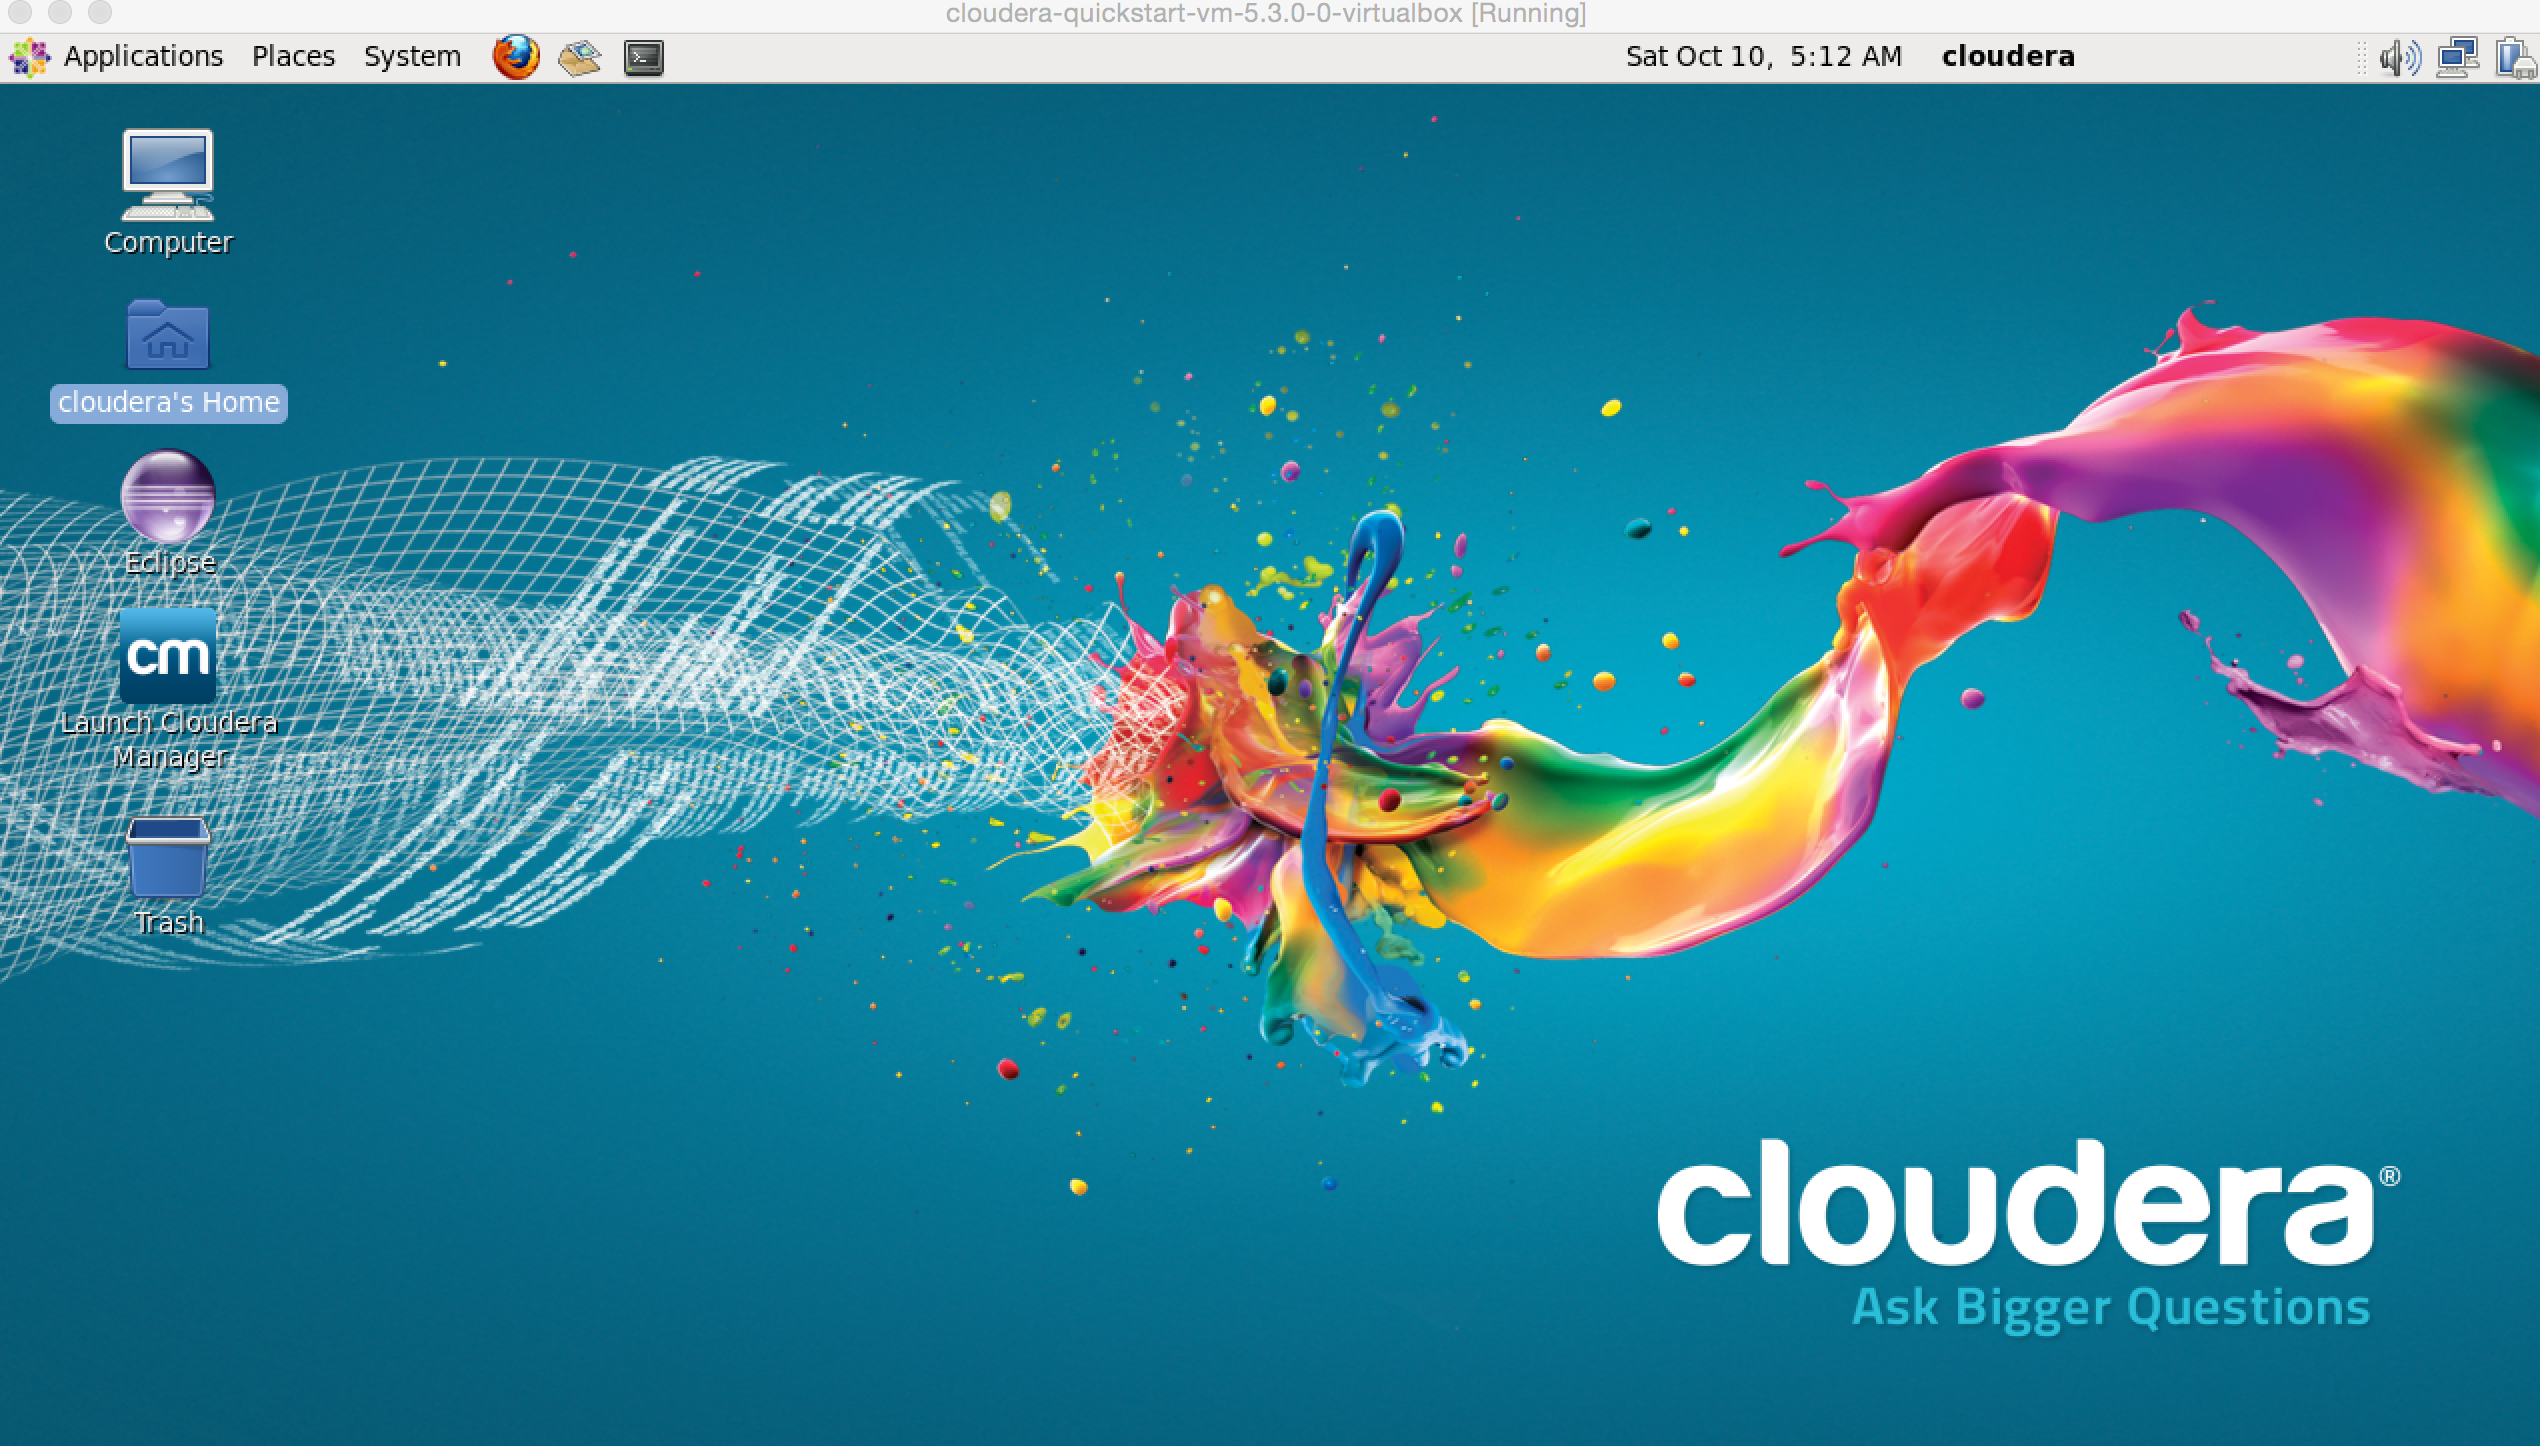 cloudera-quickstart-vm-5.3.0-0-virtualbox [Running]
Applications Places System Sat Oct 10, 5:12 AM cloudera
Computer
cloudera's Home
Eclipse
cm
Launch Cloudera
Manager
Trash
cloudera®
Ask Bigger Questions